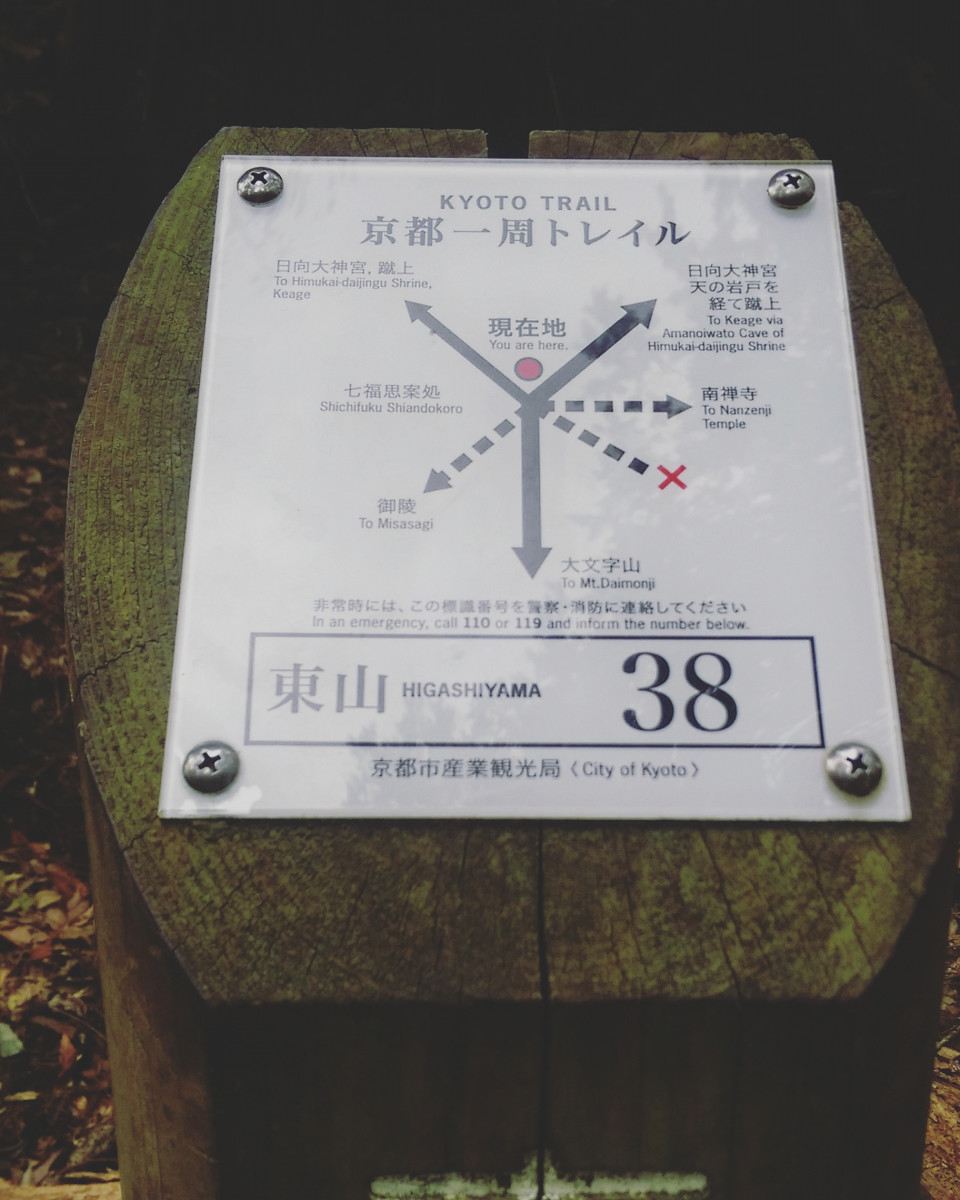 KYOTO TRAIL
京都一周トレイル
日向大神宮, 蹴上
To Himukai-daijingu Shrine,
Keage
日向大神宮
天の岩戸を
経て蹴上
To Keage via
Amanoiwato Cave of
Himukai-daijingu Shrine
現在地
You are here.
七福思案処
Shichifuku Shiandokoro
南禅寺
To Nanzenji
Temple
御陵
To Misasagi
大文字山
To Mt.Daimonji
非常時には、この標識番号を警察・消防に連絡してください
In an emergency, call 110 or 119 and inform the number below.
東山 HIGASHIYAMA 38
京都市産業観光局〈City of Kyoto〉